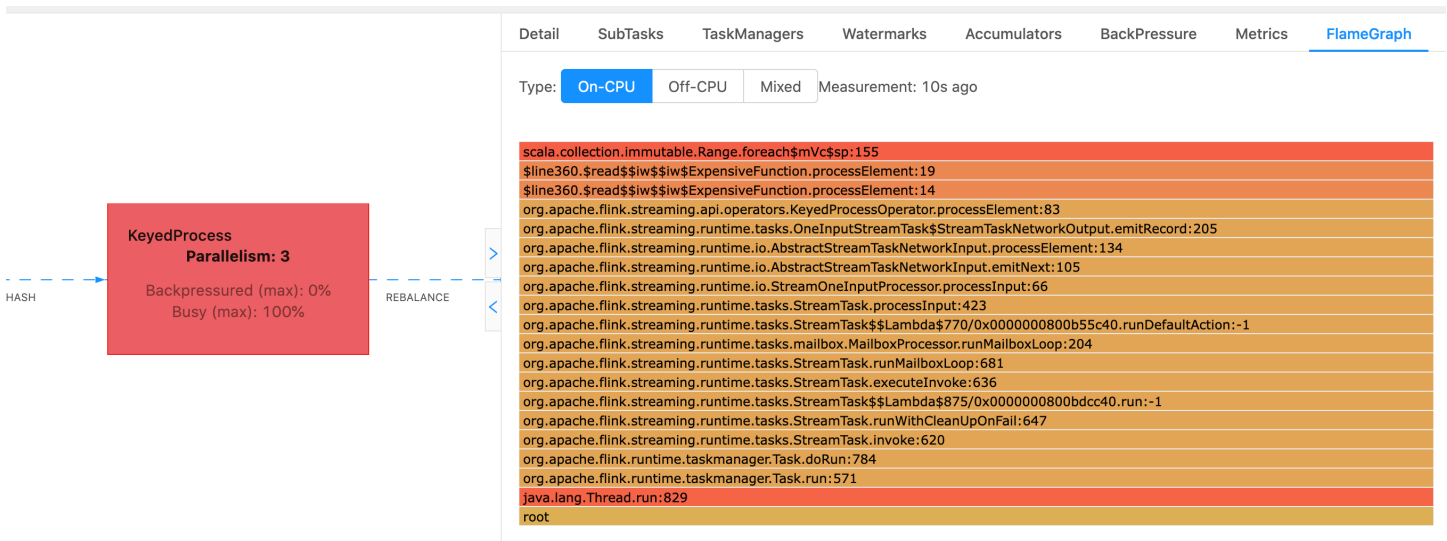 Detail SubTasks TaskManagers Watermarks Accumulators BackPressure Metrics FlameGraph
Type: On-CPU Off-CPU Mixed Measurement: 10s ago
KeyedProcess
Parallelism: 3
Backpressured (max): 0%
Busy (max): 100%
HASH
REBALANCE
scala.collection.immutable.Range.foreach$mVc$sp:155
$line360.$read$$iw$$iw$ExpensiveFunction.processElement:19
$line360.$read$$iw$$iw$ExpensiveFunction.processElement:14
org.apache.flink.streaming.api.operators.KeyedProcessOperator.processElement:83
org.apache.flink.streaming.runtime.tasks.OneInputStreamTask$StreamTaskNetworkOutput.emitRecord:205
org.apache.flink.streaming.runtime.io.AbstractStreamTaskNetworkInput.processElement:134
org.apache.flink.streaming.runtime.io.AbstractStreamTaskNetworkInput.emitNext:105
org.apache.flink.streaming.runtime.io.StreamOneInputProcessor.processInput:66
org.apache.flink.streaming.runtime.tasks.StreamTask.processInput:423
org.apache.flink.streaming.runtime.tasks.StreamTask$$Lambda$770/0x0000000800b55c40.runDefaultAction:-1
org.apache.flink.streaming.runtime.tasks.mailbox.MailboxProcessor.runMailboxLoop:204
org.apache.flink.streaming.runtime.tasks.StreamTask.runMailboxLoop:681
org.apache.flink.streaming.runtime.tasks.StreamTask.executeInvoke:636
org.apache.flink.streaming.runtime.tasks.StreamTask$$Lambda$875/0x0000000800bdcc40.run:-1
org.apache.flink.streaming.runtime.tasks.StreamTask.runWithCleanUpOnFail:647
org.apache.flink.streaming.runtime.tasks.StreamTask.invoke:620
org.apache.flink.runtime.taskmanager.Task.doRun:784
org.apache.flink.runtime.taskmanager.Task.run:571
java.lang.Thread.run:829
root